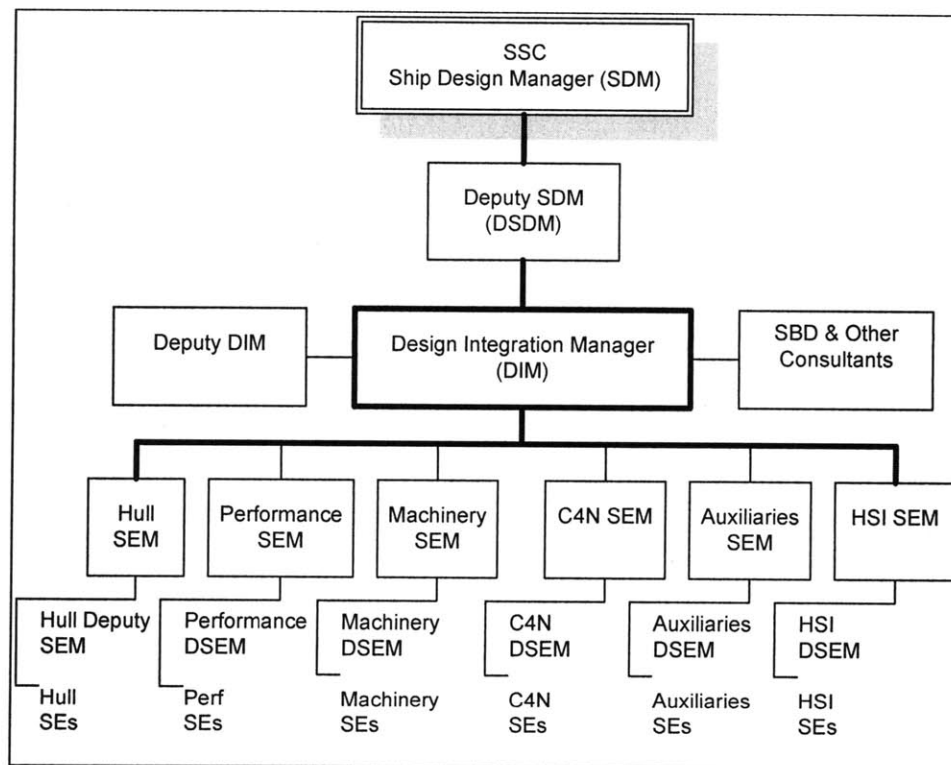 SSC
Ship Design Manager (SDM)
Deputy SDM
(DSDM)
Deputy DIM
Design Integration Manager
(DIM)
SBD & Other
Consultants
Hull
SEM
Performance
SEM
Machinery
SEM
C4N SEM
Auxiliaries
SEM
HSI SEM
Hull Deputy
SEM
Performance
DSEM
Machinery
DSEM
C4N
DSEM
Auxiliaries
DSEM
HSI
DSEM
Hull
SEs
Perf
SEs
Machinery
SEs
C4N
SEs
Auxiliaries
SEs
HSI
SEs